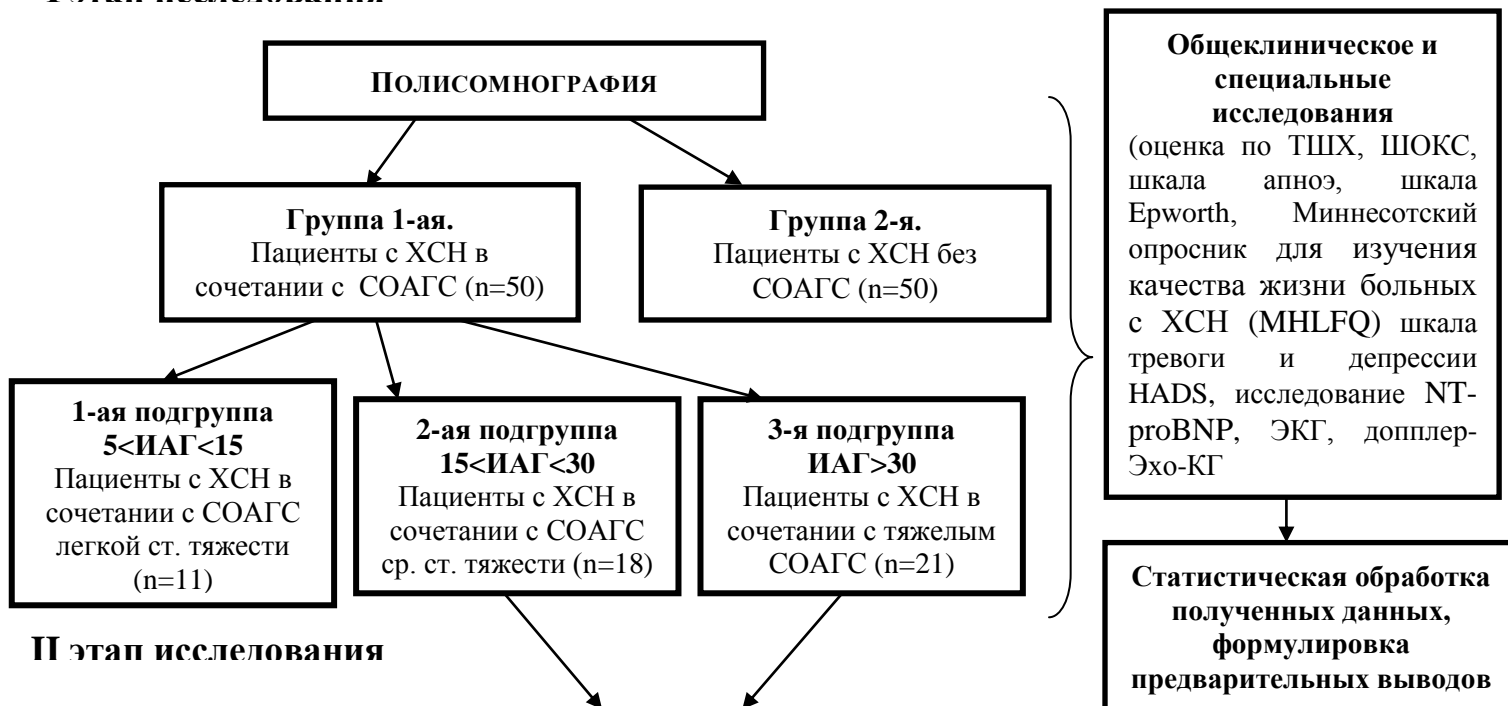 Полисомнография
Группа 1-ая.
Пациенты с ХСН в
сочетании с СОАГС (n=50)
Группа 2-я.
Пациенты с ХСН без
СОАГС (n=50)
1-ая подгруппа
5<ИАГ<15
Пациенты с ХСН в
сочетании с СОАГС
легкой ст. тяжести
(n=11)
2-ая подгруппа
15<ИАГ<30
Пациенты с ХСН в
сочетании с СОАГС
ср. ст. тяжести (n=18)
3-я подгруппа
ИАГ>30
Пациенты с ХСН в
сочетании с тяжелым
СОАГС (n=21)
Общеклиническое и
специальные
исследования
(оценка по ТШХ, ШОКС,
шкала апноэ, шкала
Epworth, Миннесотский
опросник для изучения
качества жизни больных
с ХСН (MHLFQ) шкала
тревоги и депрессии
HADS, исследование NT-
proBNP, ЭКГ, допплер-
Эхо-КГ
Статистическая обработка
полученных данных,
формулировка
предварительных выводов
II этап исследования